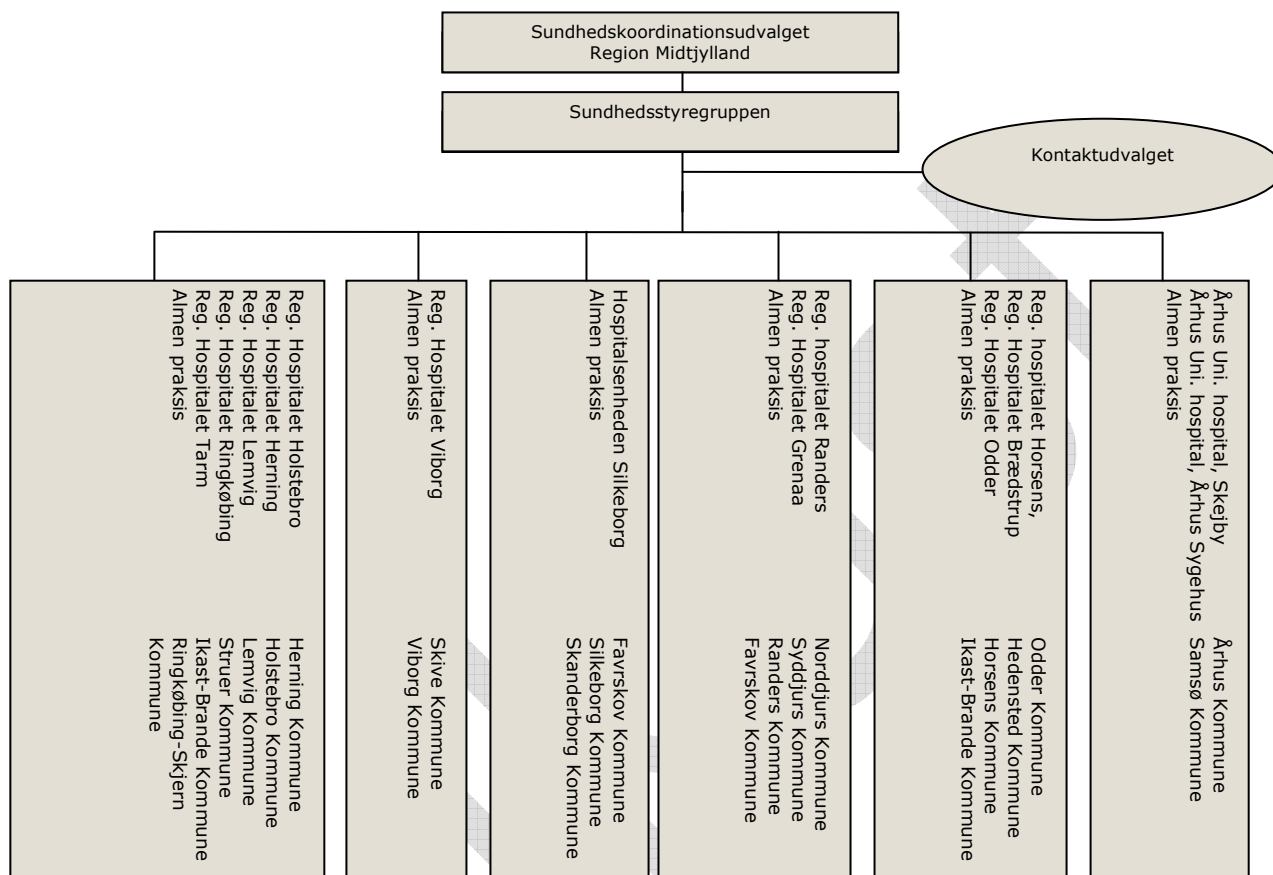 Sundhedskoordinationsudvalget
Region Midtjylland
Sundhedsstyregruppen
Kontaktudvalget
Reg. Hospitalet Holstebro
Reg. Hospitalet Herning
Reg. Hospitalet Lemvig
Reg. Hospitalet Ringkøbing
Reg. Hospitalet Tarm
Almen praksis
Herning Kommune
Holstebro Kommune
Lemvig Kommune
Struer Kommune
Ikast-Brande Kommune
Ringkøbing-Skjern
Kommune
Reg. Hospitalet Viborg
Almen praksis
Skive Kommune
Viborg Kommune
Hospitalsenheden Silkeborg
Almen praksis
Favrskov Kommune
Silkeborg Kommune
Skanderborg Kommune
Reg. hospitalet Randers
Reg. Hospitalet Grenaa
Almen praksis
Norddjurs Kommune
Syddjurs Kommune
Randers Kommune
Favrskov Kommune
Reg. hospitalet Horsens,
Reg. Hospitalet Brædstrup
Reg. Hospitalet Odder
Almen praksis
Odder Kommune
Hedensted Kommune
Horsens Kommune
Ikast-Brande Kommune
Århus Uni. hospital, Skejby
Århus Uni. hospital, Århus Sygehus
Almen praksis
Århus Kommune
Samsø Kommune